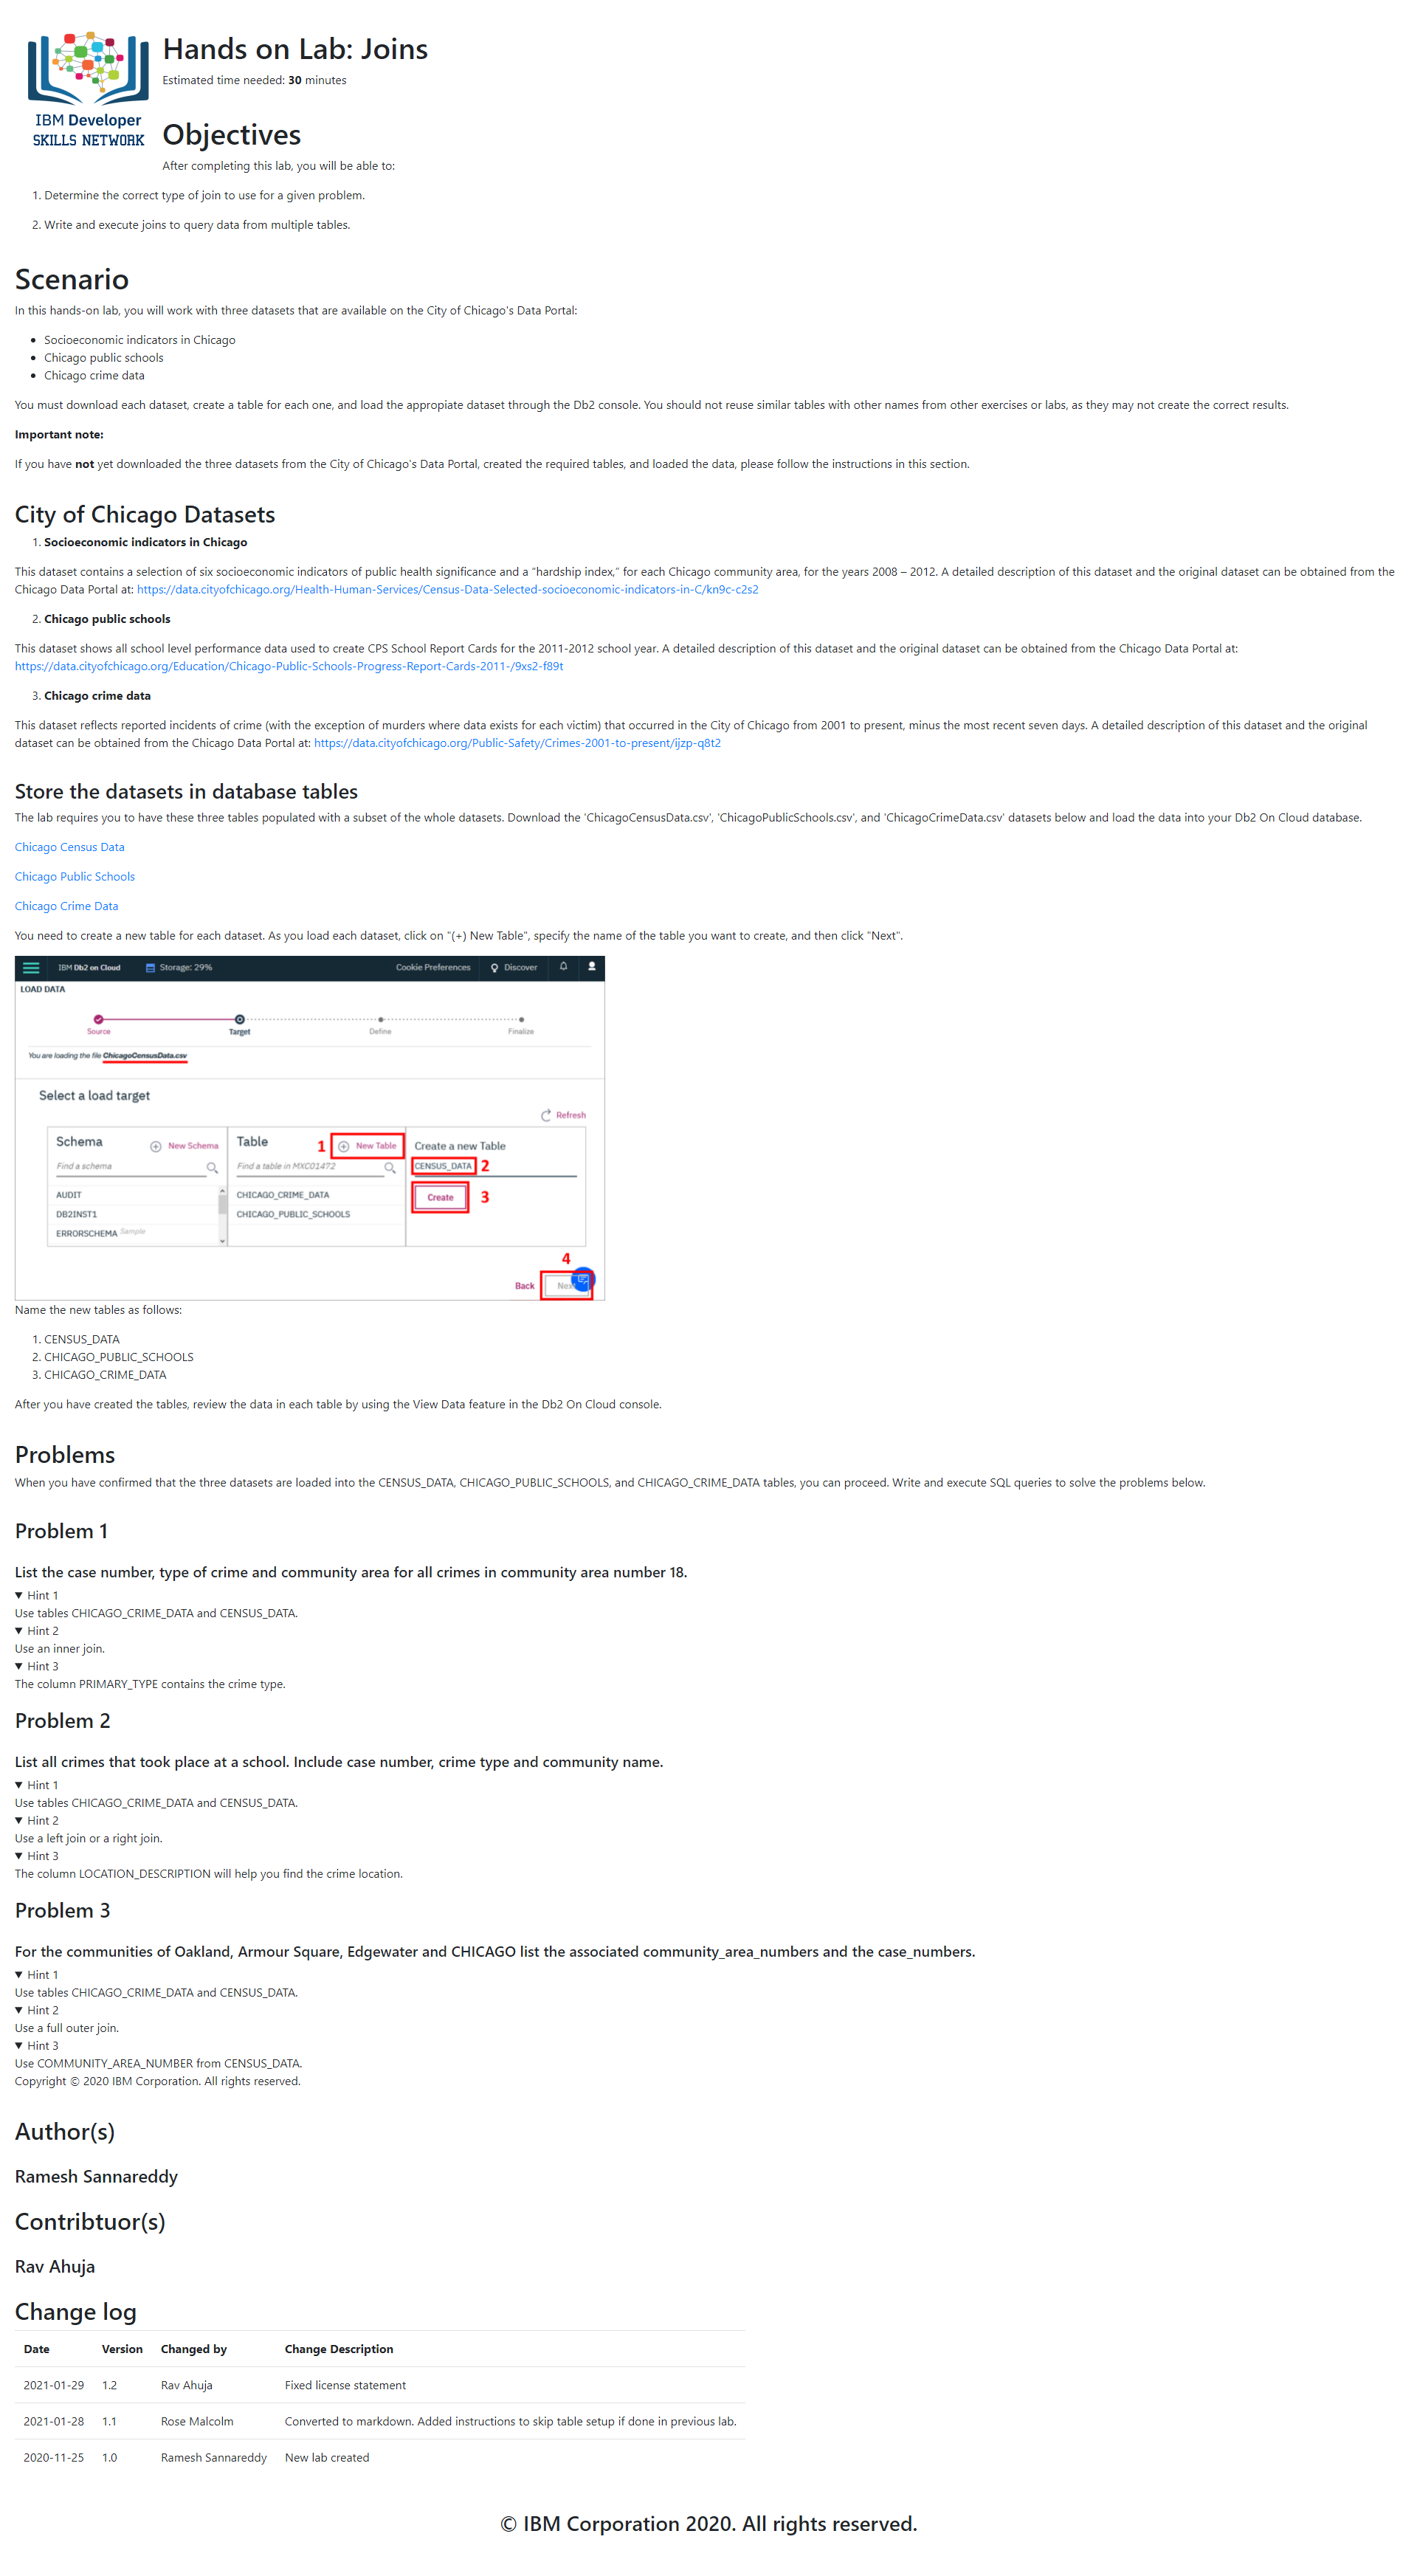 IBM Developer
SKILLS NETWORK
Hands on Lab: Joins
Estimated time needed: 30 minutes
Objectives
After completing this lab, you will be able to:
1. Determine the correct type of join to use for a given problem.
2. Write and execute joins to query data from multiple tables.
Scenario
In this hands-on lab, you will work with three datasets that are available on the City of Chicago's Data Portal:
• Socioeconomic indicators in Chicago
• Chicago public schools
• Chicago crime data
You must download each dataset, create a table for each one, and load the appropiate dataset through the Db2 console. You should not reuse similar tables with other names from other exercises or labs, as they may not create the correct results.
Important note:
If you have not yet downloaded the three datasets from the City of Chicago's Data Portal, created the required tables, and loaded the data, please follow the instructions in this section.
City of Chicago Datasets
1. Socioeconomic indicators in Chicago
This dataset contains a selection of six socioeconomic indicators of public health significance and a "hardship index," for each Chicago community area, for the years 2008 – 2012. A detailed description of this dataset and the original dataset can be obtained from the
Chicago Data Portal at: https://data.cityofchicago.org/Health-Human-Services/Census-Data-Selected-socioeconomic-indicators-in-C/kn9c-c2s2
2. Chicago public schools
This dataset shows all school level performance data used to create CPS School Report Cards for the 2011-2012 school year. A detailed description of this dataset and the original dataset can be obtained from the Chicago Data Portal at:
https://data.cityofchicago.org/Education/Chicago-Public-Schools-Progress-Report-Cards-2011-/9xs2-f89t
3. Chicago crime data
This dataset reflects reported incidents of crime (with the exception of murders where data exists for each victim) that occurred in the City of Chicago from 2001 to present, minus the most recent seven days. A detailed description of this dataset and the original
dataset can be obtained from the Chicago Data Portal at: https://data.cityofchicago.org/Public-Safety/Crimes-2001-to-present/ijzp-q8t2
Store the datasets in database tables
The lab requires you to have these three tables populated with a subset of the whole datasets. Download the 'ChicagoCensusData.csv', 'ChicagoPublicSchools.csv', and 'ChicagoCrimeData.csv' datasets below and load the data into your Db2 On Cloud database.
Chicago Census Data
Chicago Public Schools
Chicago Crime Data
You need to create a new table for each dataset. As you load each dataset, click on "(+) New Table", specify the name of the table you want to create, and then click "Next".
IBM Db2 on Cloud Storage: 29% Cookie Preferences Discover
LOAD DATA
Source Target Define Finalize
You are loading the file ChicagoCensusData.csv
Select a load target
Refresh
Schema New Schema Table 1 New Table Create a new Table
Find a schema Find a table in MXC01472 CENSUS_DATA 2
AUDIT CHICAGO_CRIME_DATA Create 3
DB2INST1 CHICAGO_PUBLIC_SCHOOLS
ERRORSCHEMA Sample
4
Back Next
Name the new tables as follows:
1. CENSUS_DATA
2. CHICAGO_PUBLIC_SCHOOLS
3. CHICAGO_CRIME_DATA
After you have created the tables, review the data in each table by using the View Data feature in the Db2 On Cloud console.
Problems
When you have confirmed that the three datasets are loaded into the CENSUS_DATA, CHICAGO_PUBLIC_SCHOOLS, and CHICAGO_CRIME_DATA tables, you can proceed. Write and execute SQL queries to solve the problems below.
Problem 1
List the case number, type of crime and community area for all crimes in community area number 18.
▼ Hint 1
Use tables CHICAGO_CRIME_DATA and CENSUS_DATA.
▼ Hint 2
Use an inner join.
▼ Hint 3
The column PRIMARY_TYPE contains the crime type.
Problem 2
List all crimes that took place at a school. Include case number, crime type and community name.
▼ Hint 1
Use tables CHICAGO_CRIME_DATA and CENSUS_DATA.
▼ Hint 2
Use a left join or a right join.
▼ Hint 3
The column LOCATION_DESCRIPTION will help you find the crime location.
Problem 3
For the communities of Oakland, Armour Square, Edgewater and CHICAGO list the associated community_area_numbers and the case_numbers.
▼ Hint 1
Use tables CHICAGO_CRIME_DATA and CENSUS_DATA.
▼ Hint 2
Use a full outer join.
▼ Hint 3
Use COMMUNITY_AREA_NUMBER from CENSUS_DATA.
Copyright © 2020 IBM Corporation. All rights reserved.
Author(s)
Ramesh Sannareddy
Contribtuor(s)
Rav Ahuja
Change log
Date Version Changed by Change Description
2021-01-29 1.2 Rav Ahuja Fixed license statement
2021-01-28 1.1 Rose Malcolm Converted to markdown. Added instructions to skip table setup if done in previous lab.
2020-11-25 1.0 Ramesh Sannareddy New lab created
© IBM Corporation 2020. All rights reserved.